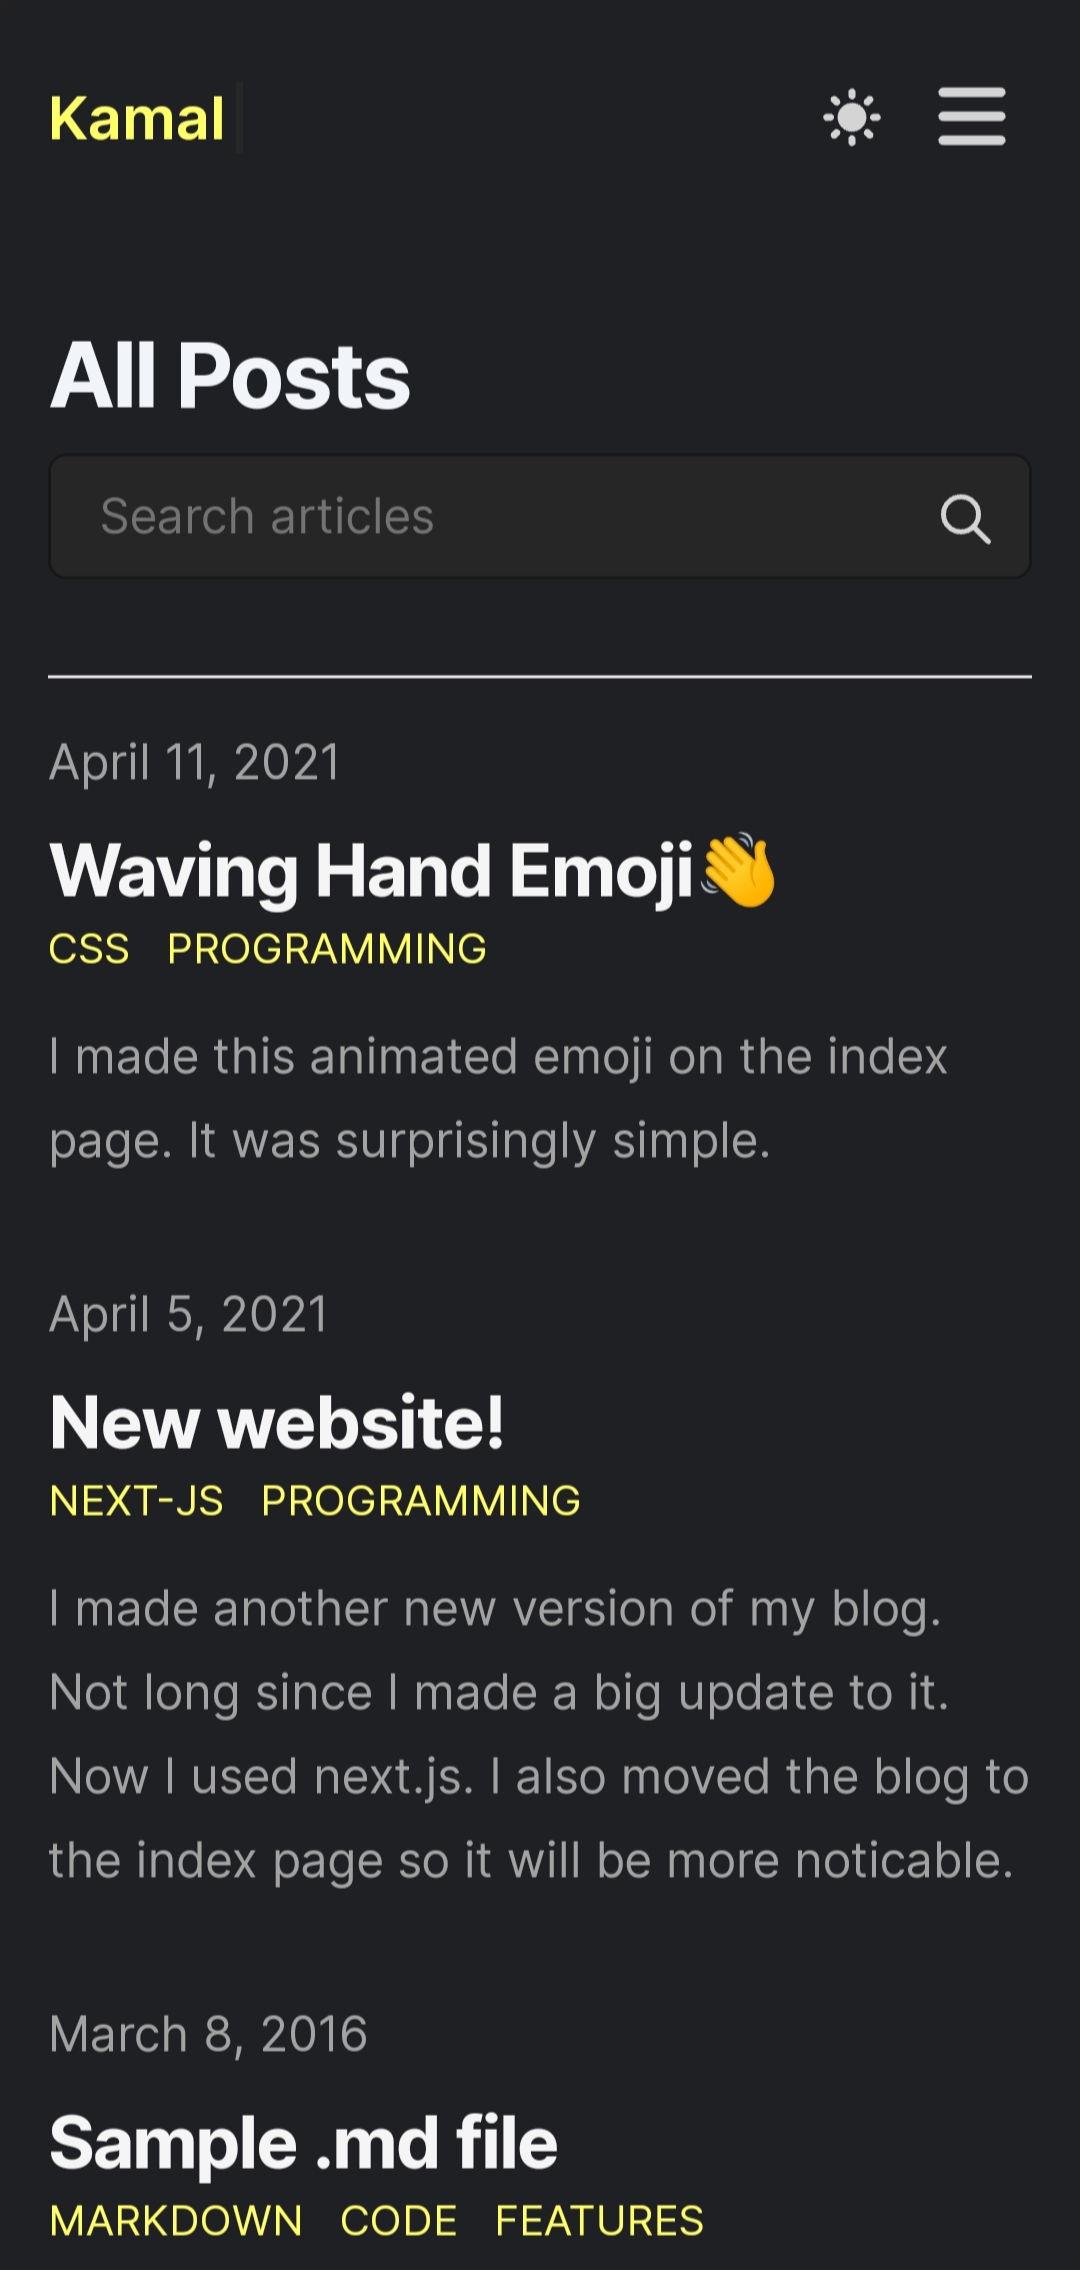 Kamal
All Posts
Search articles
April 11, 2021
Waving Hand Emoji👋
CSS PROGRAMMING
I made this animated emoji on the index
page. It was surprisingly simple.
April 5, 2021
New website!
NEXT-JS PROGRAMMING
I made another new version of my blog.
Not long since I made a big update to it.
Now I used next.js. I also moved the blog to
the index page so it will be more noticable.
March 8, 2016
Sample .md file
MARKDOWN CODE FEATURES